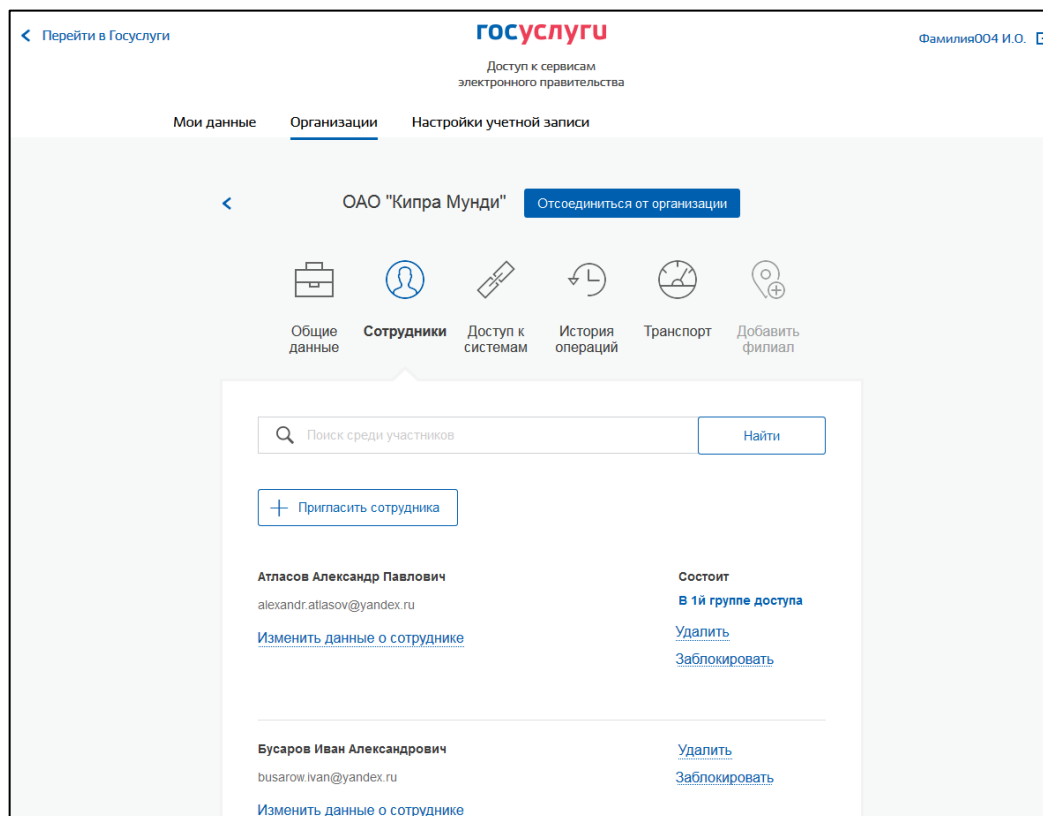 Перейти в Госуслуги
госуслуги
Фамилия004 И.О.
Доступ к сервисам
электронного правительства
Мои данные Организации Настройки учетной записи
ОАО "Кипра Мунди" Отсоединиться от организации
Общие данные Сотрудники Доступ к системам История операций Транспорт Добавить филиал
Поиск среди участников Найти
Пригласить сотрудника
Атласов Александр Павлович Состоит
alexandr.atlasov@yandex.ru В 1й группе доступа
Изменить данные о сотруднике Удалить
Заблокировать
Бусаров Иван Александрович Удалить
busarow.ivan@yandex.ru Заблокировать
Изменить данные о сотруднике